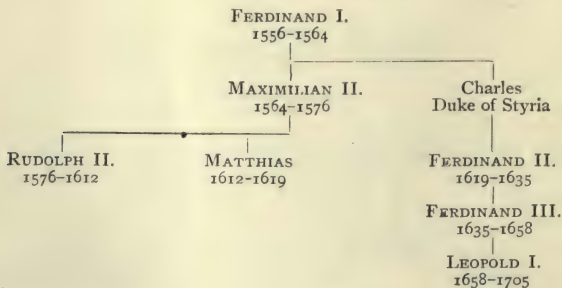 FERDINAND I.
1556-1564
MAXIMILIAN II.
1564-1576
Charles
Duke of Styria
RUDOLPH II.
1576-1612
MATTHIAS
1612-1619
FERDINAND II.
1619-1635
FERDINAND III.
1635-1658
LEOPOLD I.
1658-1705